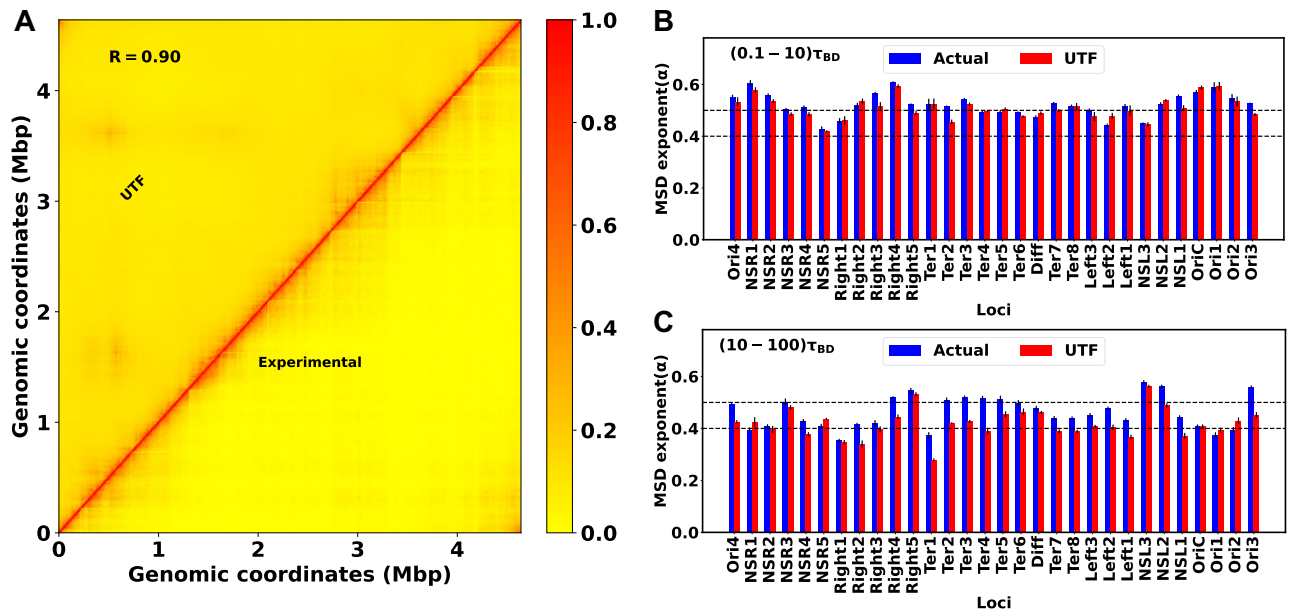 A
R = 0.90
UTF
Experimental
Genomic coordinates (Mbp)
0
1
2
3
4
0 1 2 3 4
Genomic coordinates (Mbp)
1.0
0.8
0.6
0.4
0.2
0.0
B
(0.1 − 10)τBD
Actual UTF
MSD exponent(α)
0.6
0.4
0.2
0.0
Ori4 NSR1 NSR2 NSR3 NSR4 NSR5 Right1 Right2 Right3 Right4 Right5 Ter1 Ter2 Ter3 Ter4 Ter5 Ter6 Diff Ter7 Ter8 Left3 Left2 Left1 NSL3 NSL2 NSL1 OriC Ori1 Ori2 Ori3
Loci
C
(10 − 100)τBD
Actual UTF
MSD exponent(α)
0.6
0.4
0.2
0.0
Ori4 NSR1 NSR2 NSR3 NSR4 NSR5 Right1 Right2 Right3 Right4 Right5 Ter1 Ter2 Ter3 Ter4 Ter5 Ter6 Diff Ter7 Ter8 Left3 Left2 Left1 NSL3 NSL2 NSL1 OriC Ori1 Ori2 Ori3
Loci